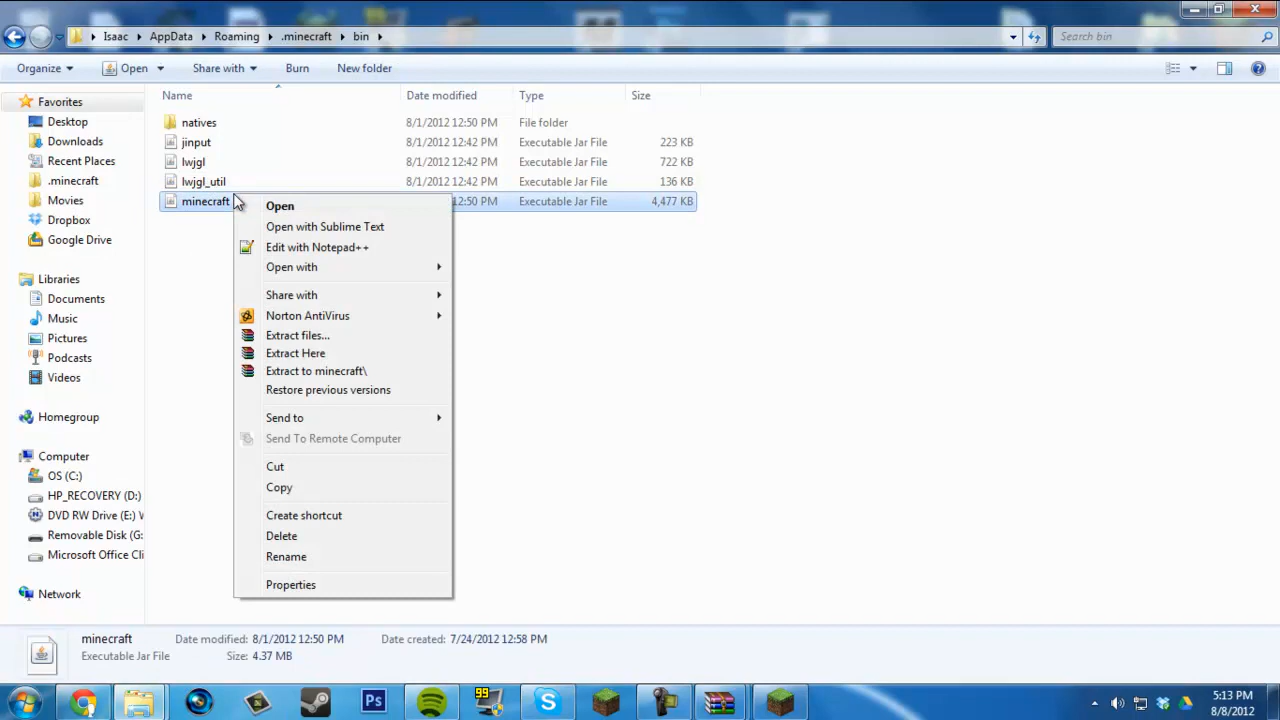 Isaac AppData Roaming .minecraft bin Search bin
Organize Open Share with Burn New folder
Name Date modified Type Size
Favorites
Desktop
Downloads
Recent Places
.minecraft
Movies
Dropbox
Google Drive
Libraries
Documents
Music
Pictures
Podcasts
Videos
Homegroup
Computer
OS (C:)
HP_RECOVERY (D:)
DVD RW Drive (E:) V
Removable Disk (G:
Microsoft Office Cli
Network
natives 8/1/2012 12:50 PM File folder
jinput 8/1/2012 12:42 PM Executable Jar File 223 KB
lwjgl 8/1/2012 12:42 PM Executable Jar File 722 KB
lwjgl_util 8/1/2012 12:42 PM Executable Jar File 136 KB
minecraft 12:50 PM Executable Jar File 4,477 KB
Open
Open with Sublime Text
Edit with Notepad++
Open with
Share with
Norton AntiVirus
Extract files...
Extract Here
Extract to minecraft\
Restore previous versions
Send to
Send To Remote Computer
Cut
Copy
Create shortcut
Delete
Rename
Properties
minecraft Date modified: 8/1/2012 12:50 PM Date created: 7/24/2012 12:58 PM
Executable Jar File Size: 4.37 MB
Ps
99
5:13 PM
8/8/2012